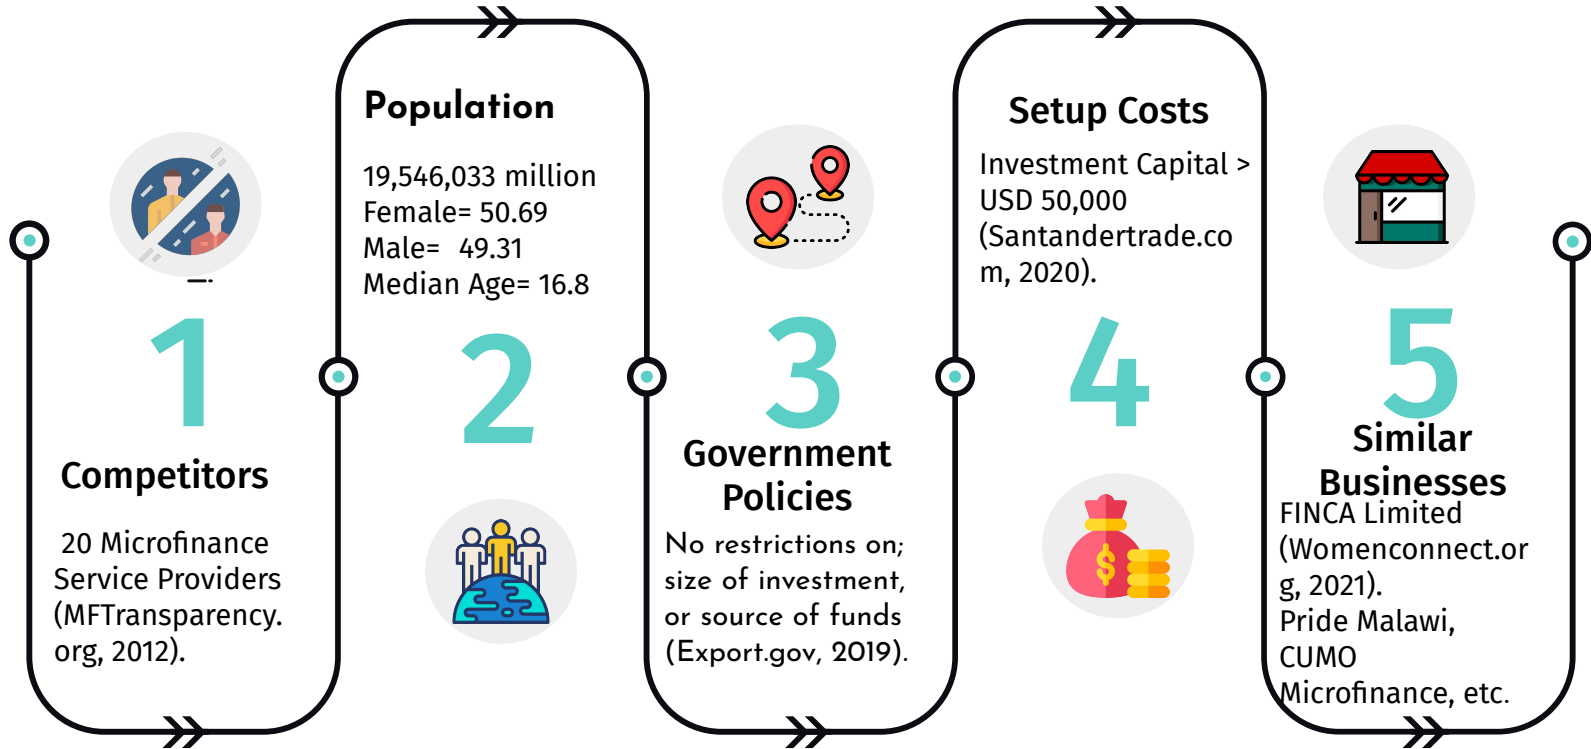 1
Competitors
20 Microfinance
Service Providers
(MFTransparency.
org, 2012).
Population
19,546,033 million
Female= 50.69
Male= 49.31
Median Age= 16.8
2
3
Government
Policies
No restrictions on;
size of investment,
or source of funds
(Export.gov, 2019).
Setup Costs
Investment Capital >
USD 50,000
(Santandertrade.co
m, 2020).
4
$
5
Similar
Businesses
FINCA Limited
(Womenconnect.or
g, 2021).
Pride Malawi,
CUMO
Microfinance, etc.